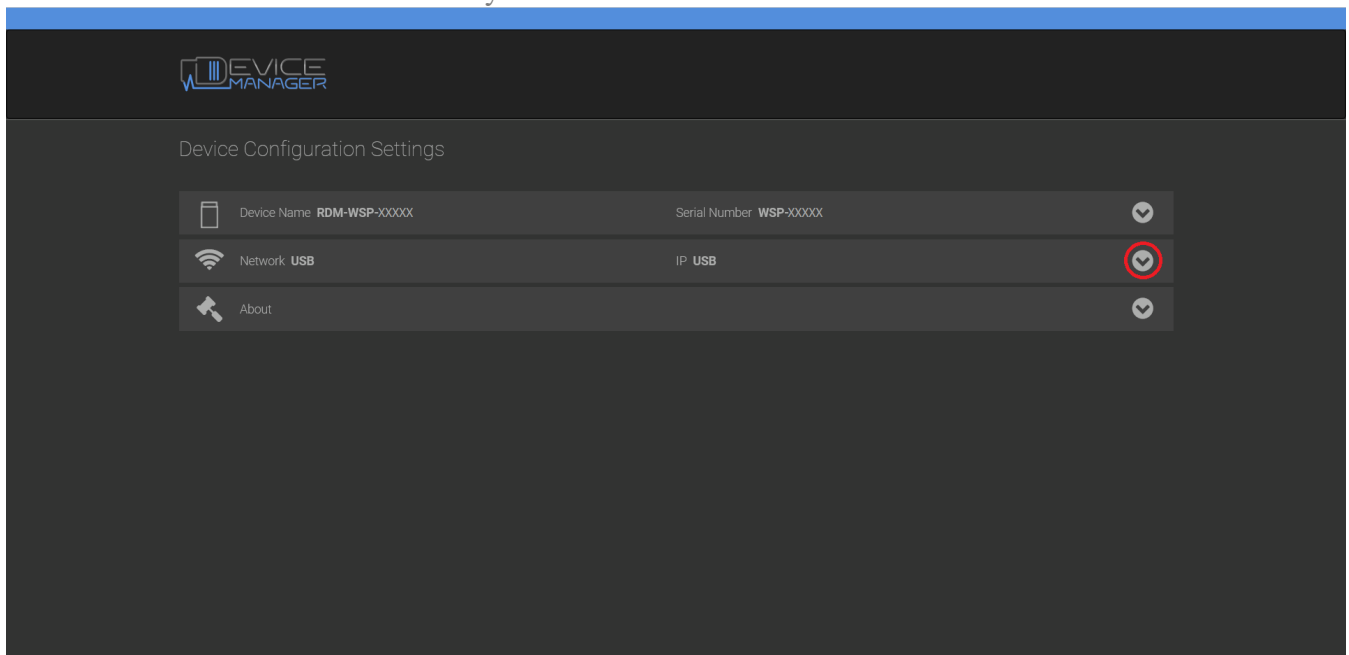 DEVICE
MANAGER
Device Configuration Settings
Device Name RDM-WSP-XXXXX Serial Number WSP-XXXXX
Network USB IP USB
About